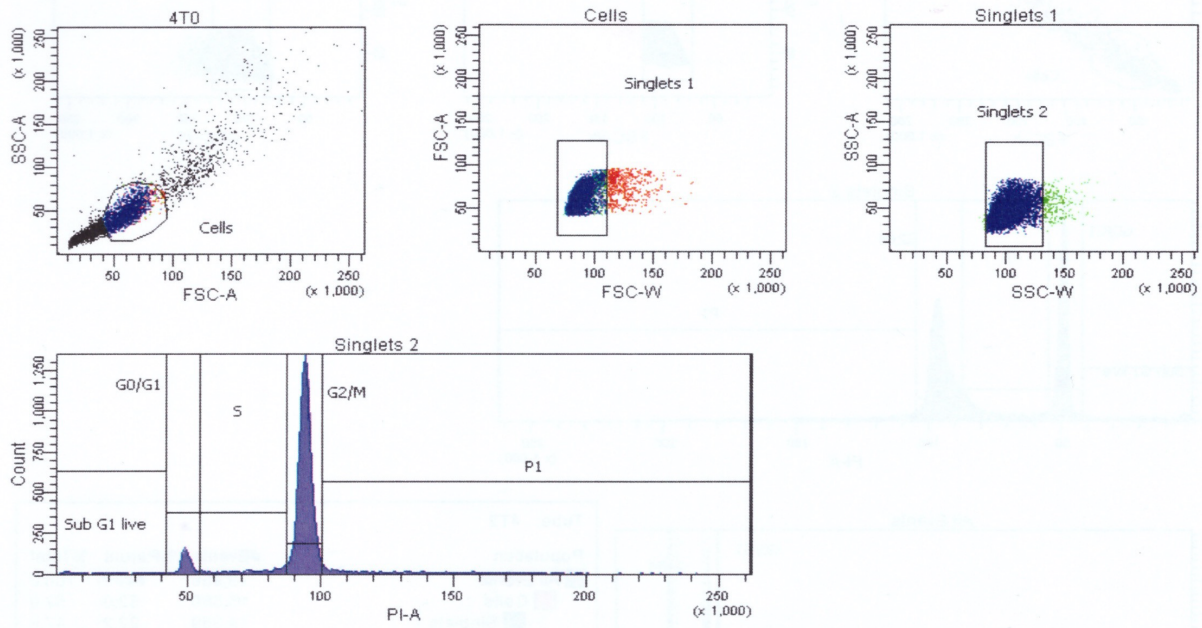 4T0
SSC-A
(x 1,000)
50 100 150 200 250
Cells
50 100 150 200 250
FSC-A
(x 1,000)
Cells
FSC-A
(x 1,000)
50 100 150 200 250
Singlets 1
50 100 150 200 250
FSC-W
(x 1,000)
Singlets 1
SSC-A
(x 1,000)
50 100 150 200 250
Singlets 2
50 100 150 200 250
SSC-W
(x 1,000)
Singlets 2
Count
0 250 500 750 1,000 1,250
G0/G1
S
G2/M
P1
Sub G1 live
50 100 150 200 250
PI-A
(x 1,000)